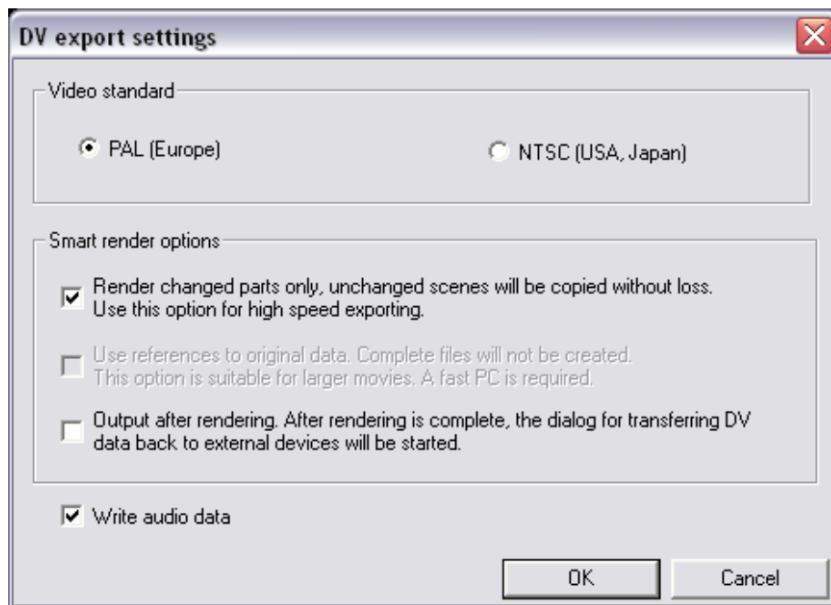 DV export settings
Video standard
PAL (Europe)
NTSC (USA, Japan)
Smart render options
Render changed parts only, unchanged scenes will be copied without loss.
Use this option for high speed exporting.
Use references to original data. Complete files will not be created.
This option is suitable for larger movies. A fast PC is required.
Output after rendering. After rendering is complete, the dialog for transferring DV
data back to external devices will be started.
Write audio data
OK
Cancel